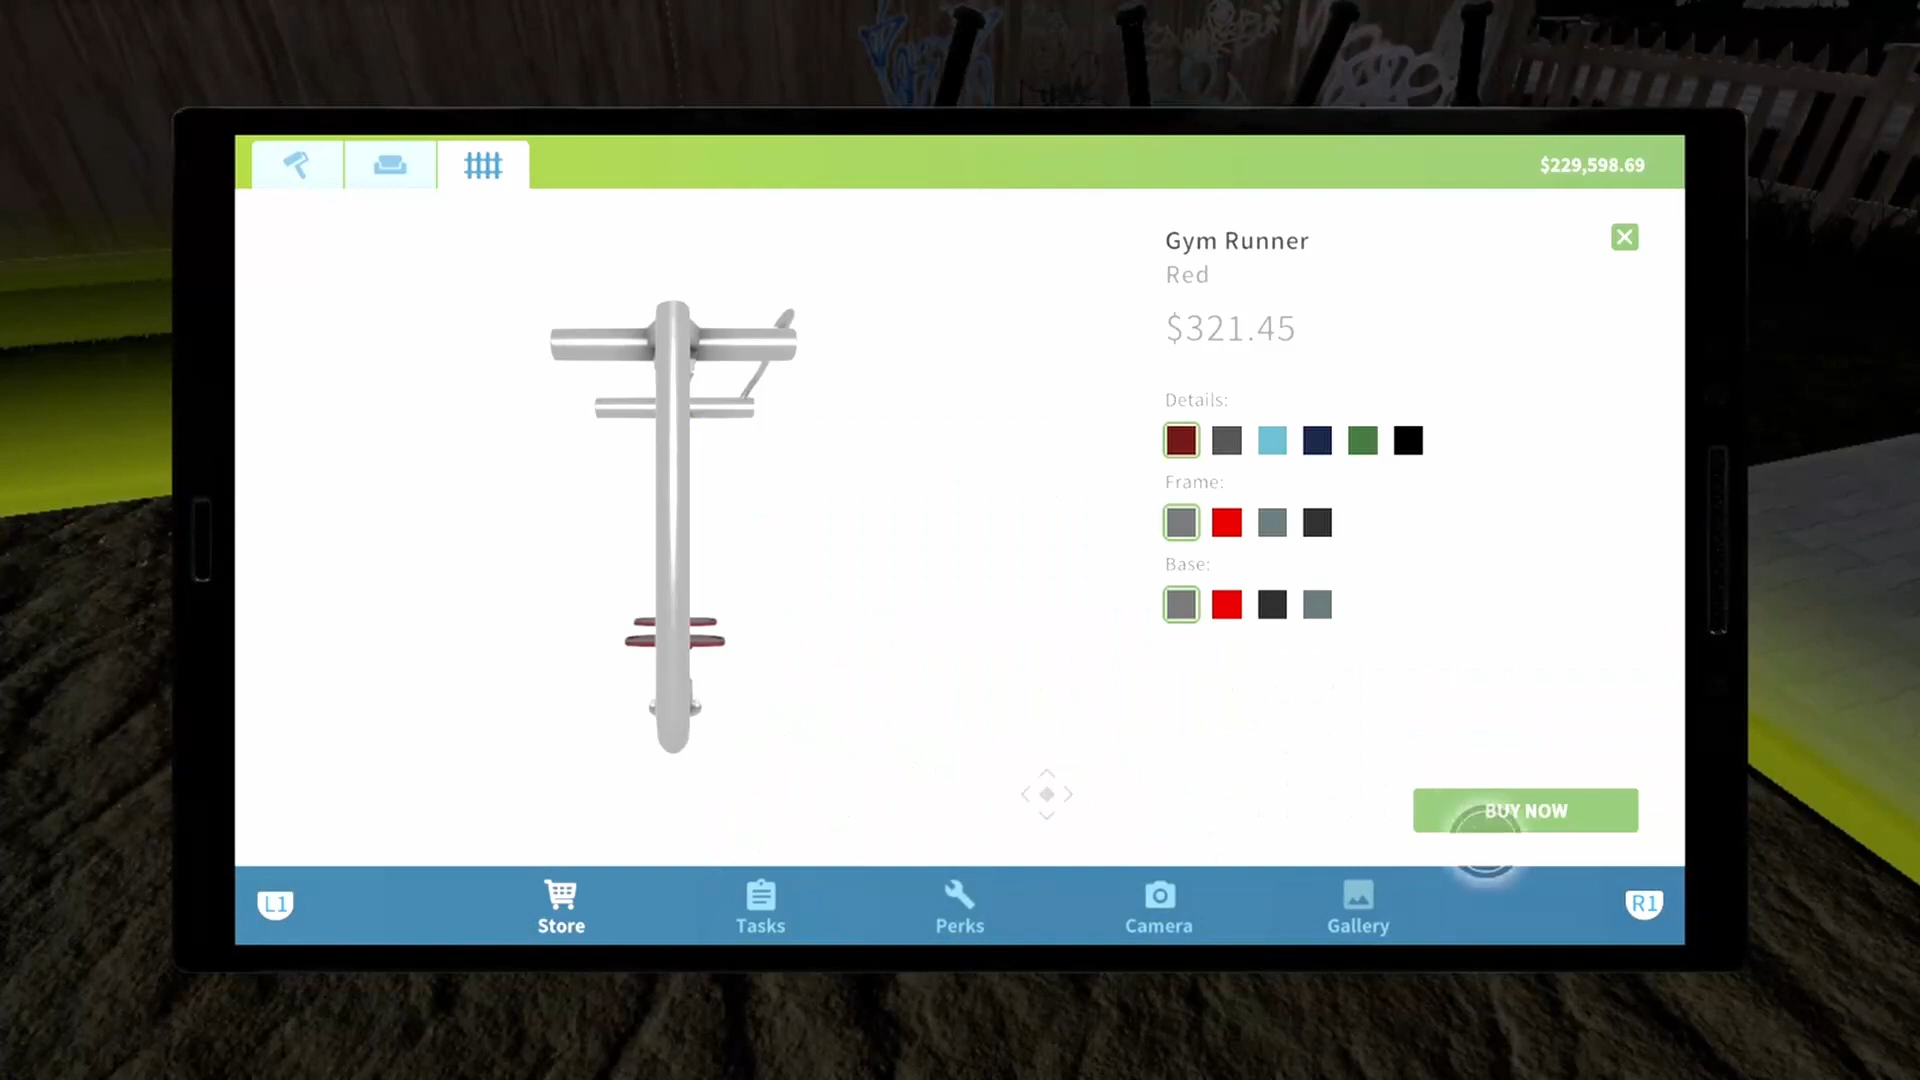 $229,598.69
Gym Runner
Red
$321.45
Details:
Frame:
Base:
BUY NOW
L1
Store
Tasks
Perks
Camera
Gallery
R1